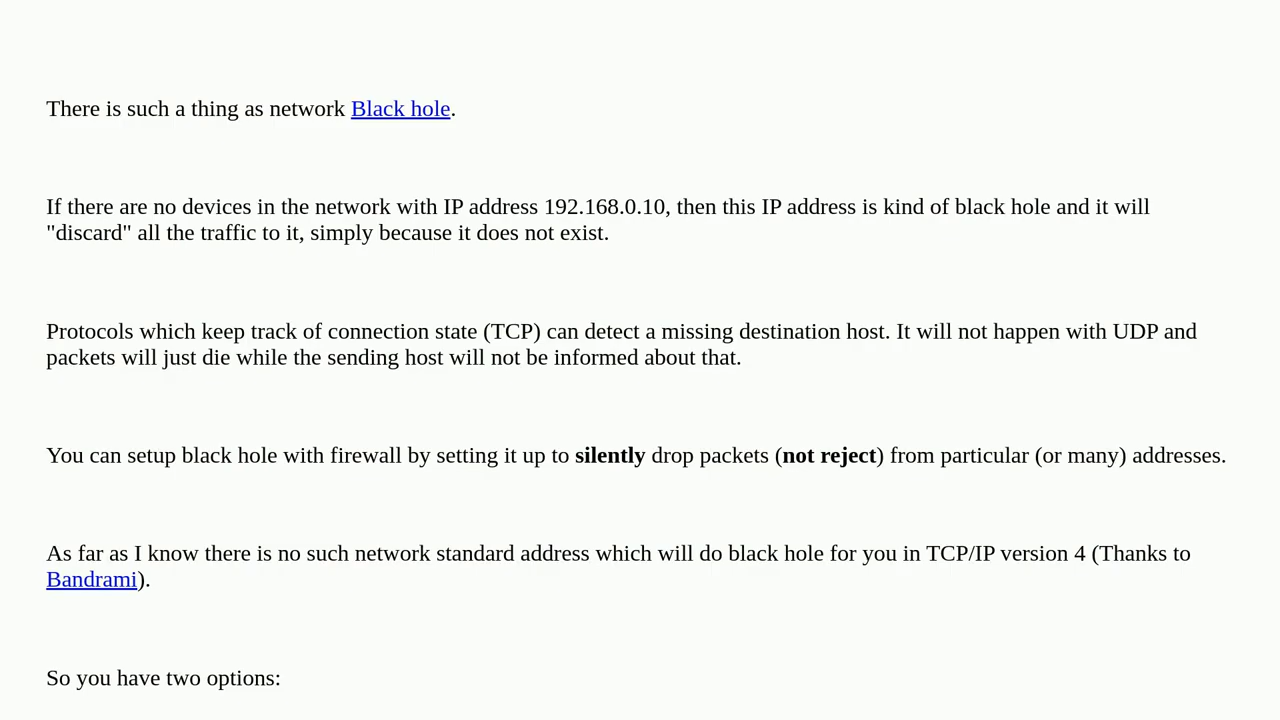 There is such a thing as network Black hole.
If there are no devices in the network with IP address 192.168.0.10, then this IP address is kind of black hole and it will
"discard" all the traffic to it, simply because it does not exist.
Protocols which keep track of connection state (TCP) can detect a missing destination host. It will not happen with UDP and
packets will just die while the sending host will not be informed about that.
You can setup black hole with firewall by setting it up to silently drop packets (not reject) from particular (or many) addresses.
As far as I know there is no such network standard address which will do black hole for you in TCP/IP version 4 (Thanks to
Bandrami).
So you have two options: